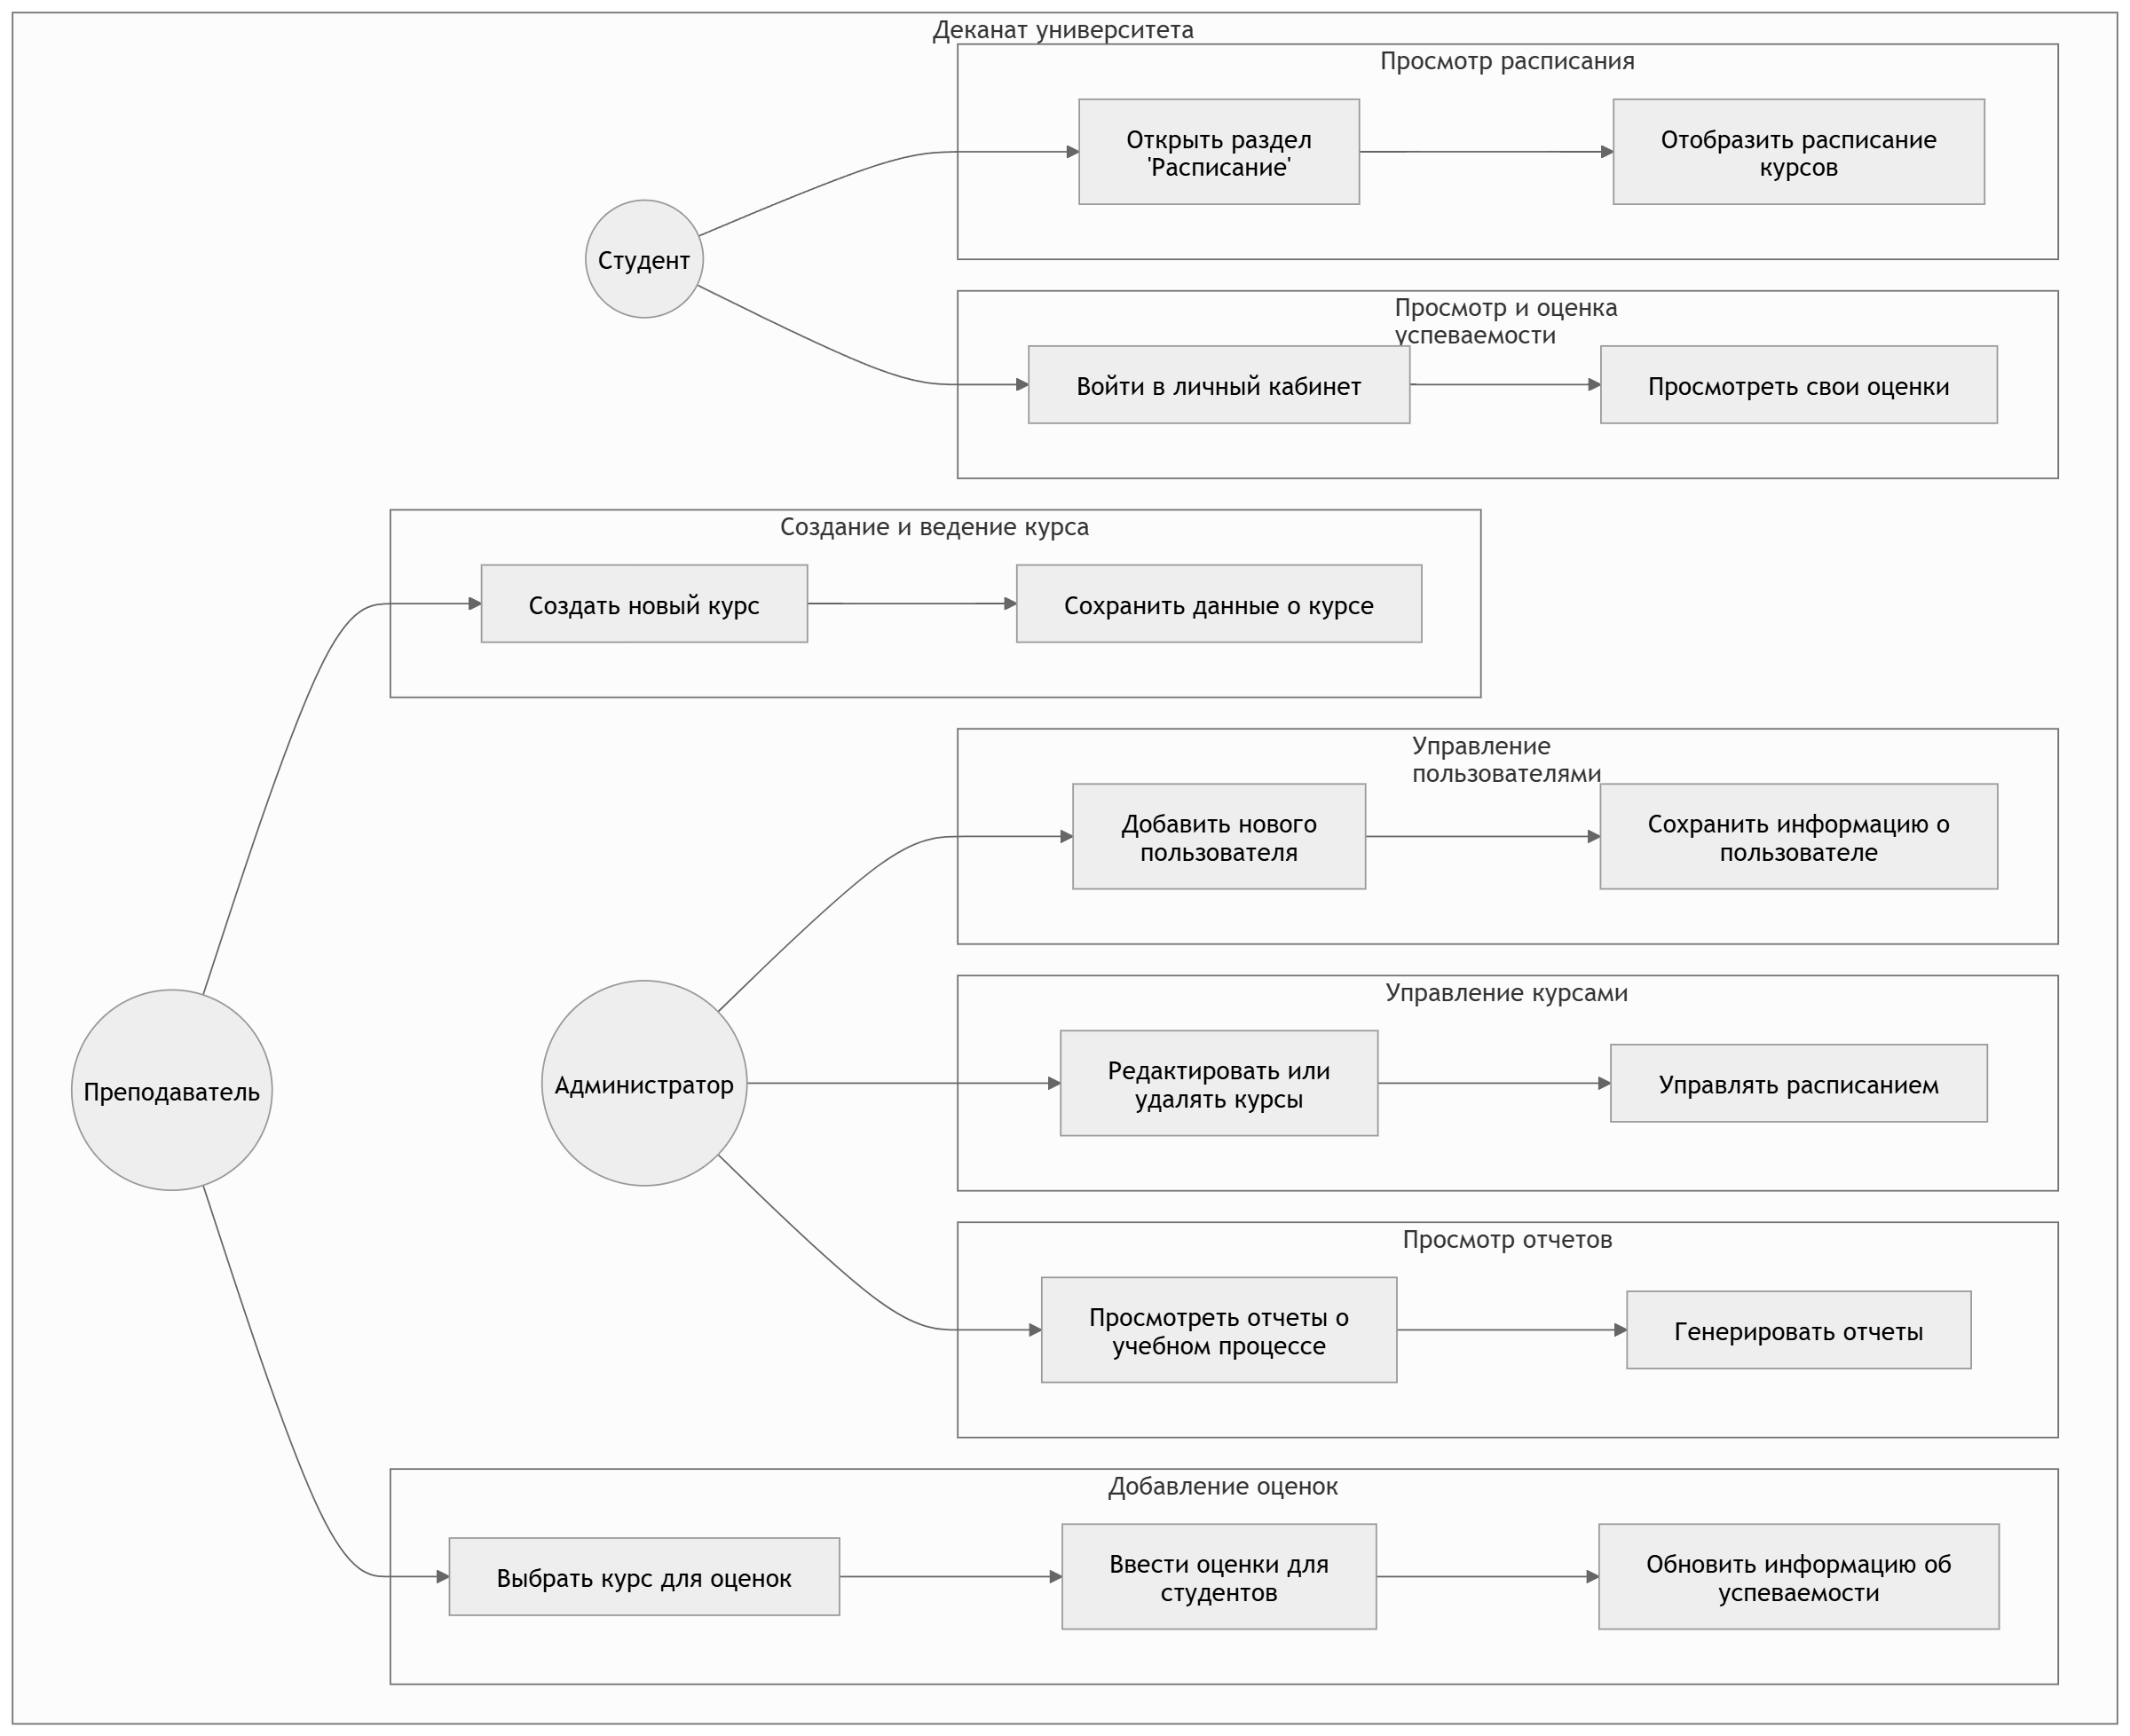 Деканат университета
Просмотр расписания
Открыть раздел
'Расписание'
Отобразить расписание
курсов
Студент
Просмотр и оценка
успеваемости
Войти в личный кабинет
Просмотреть свои оценки
Создание и ведение курса
Создать новый курс
Сохранить данные о курсе
Управление
пользователями
Добавить нового
пользователя
Сохранить информацию о
пользователе
Преподаватель
Администратор
Управление курсами
Редактировать или
удалять курсы
Управлять расписанием
Просмотр отчетов
Просмотреть отчеты о
учебном процессе
Генерировать отчеты
Добавление оценок
Выбрать курс для оценок
Ввести оценки для
студентов
Обновить информацию об
успеваемости